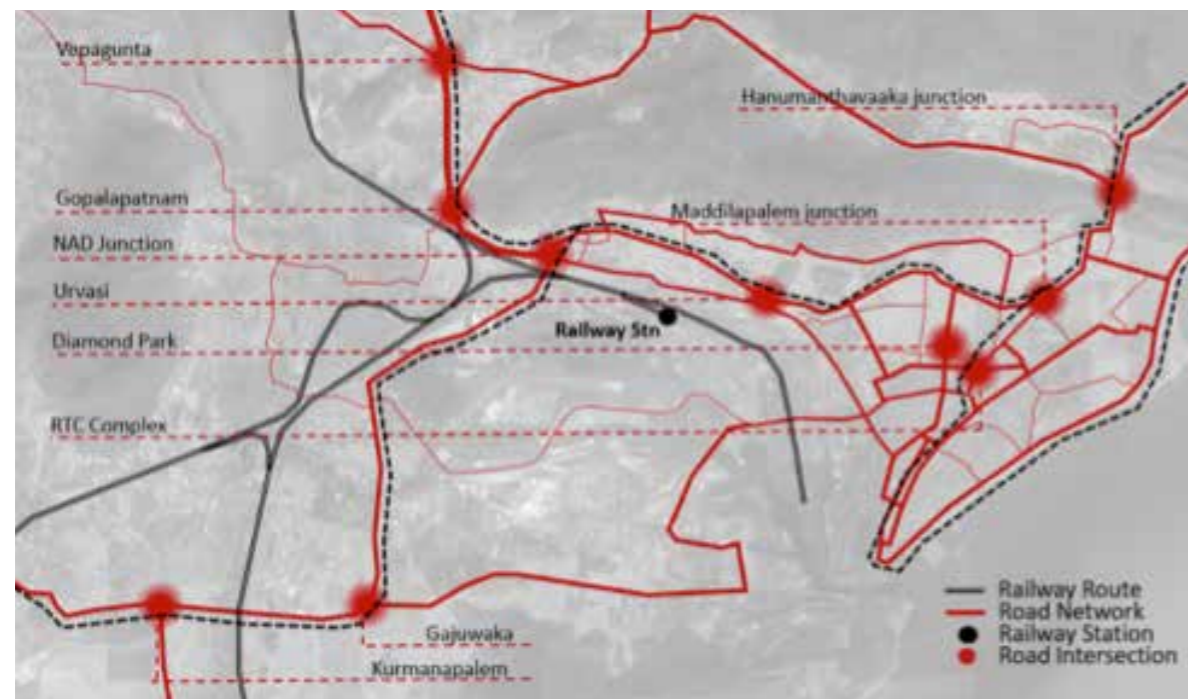 Vepagunta
Hanumanthavaaka junction
Gopalapatnam
Maddilapalem junction
NAD Junction
Urvasi
Railway Stn
Diamond Park
RTC Complex
Gajuwaka
Kurmanapalem
Railway Route
Road Network
Railway Station
Road Intersection